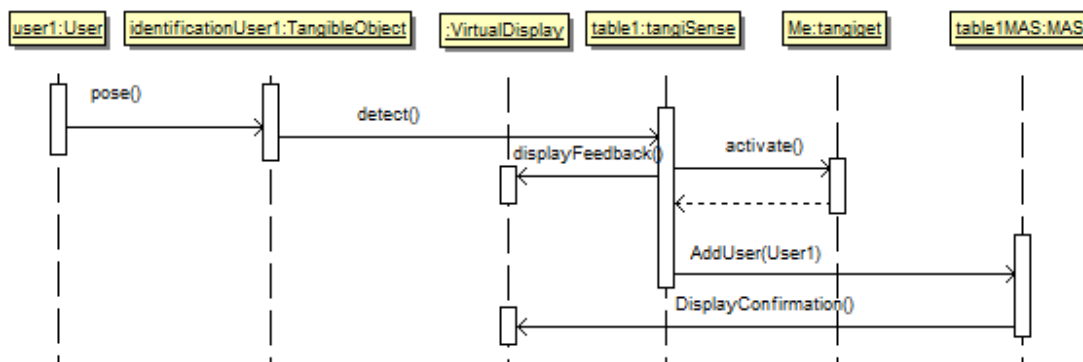 user1:User
identificationUser1:TangibleObject
:VirtualDisplay
table1:tangiSense
Me:tangiget
table1MAS:MAS
pose()
detect()
displayFeedback()
activate()
AddUser(User1)
DisplayConfirmation()